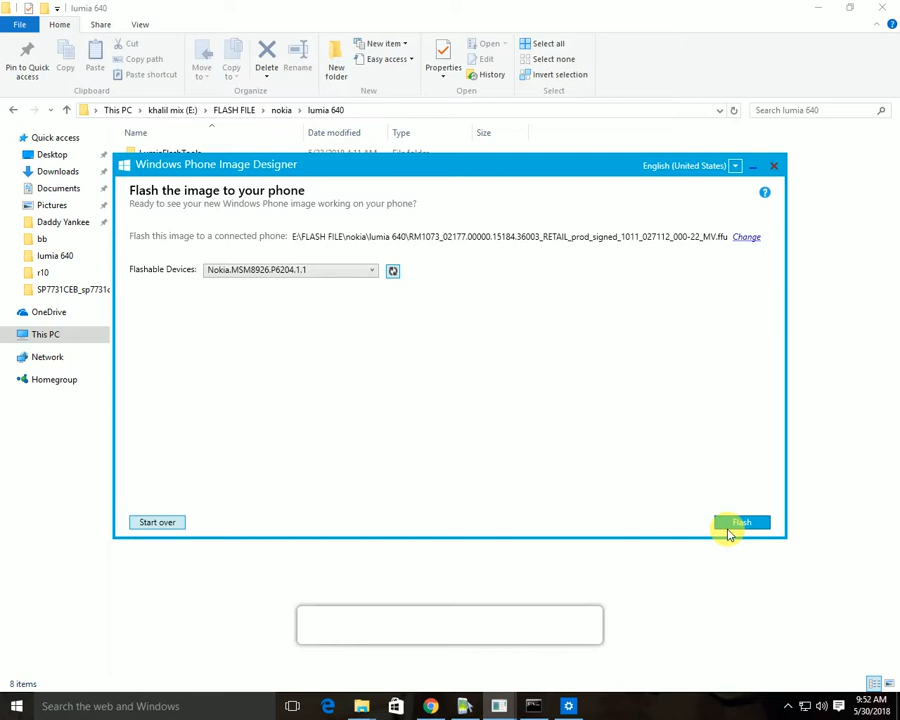 lumia 640
File Home Share View
Pin to Quick access
Copy
Paste
Cut
Copy path
Paste shortcut
Clipboard
Move to
Copy to
Delete
Rename
Organize
New folder
New item
Easy access
New
Properties
Open
Edit
History
Open
Select all
Select none
Invert selection
Select
This PC khalil mix (E:) FLASH FILE nokia lumia 640
Search lumia 640
Name Date modified Type Size
Quick access
Desktop
Downloads
Documents
Pictures
Daddy Yankee
bb
lumia 640
r10
SP7731CEB_sp7731c
OneDrive
This PC
Network
Homegroup
Windows Phone Image Designer
English (United States)
Flash the image to your phone
Ready to see your new Windows Phone image working on your phone?
Flash this image to a connected phone: E:\FLASH FILE\nokia\lumia 640\RM1073_02177.00000.15184.36003_RETAIL_prod_signed_1011_027112_000-22_MV.ffu Change
Flashable Devices: Nokia.MSM8926.P6204.1.1
Start over
Flash
8 items
Search the web and Windows
9:52 AM
5/30/2018